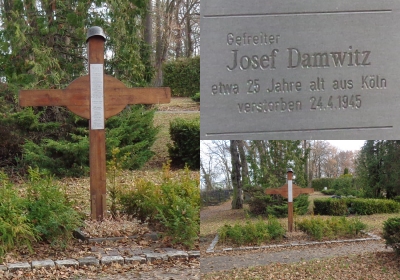 Gefreiter
Josef Damwitz
etwa 25 Jahre alt aus Köln
verstorben 24.4.1945